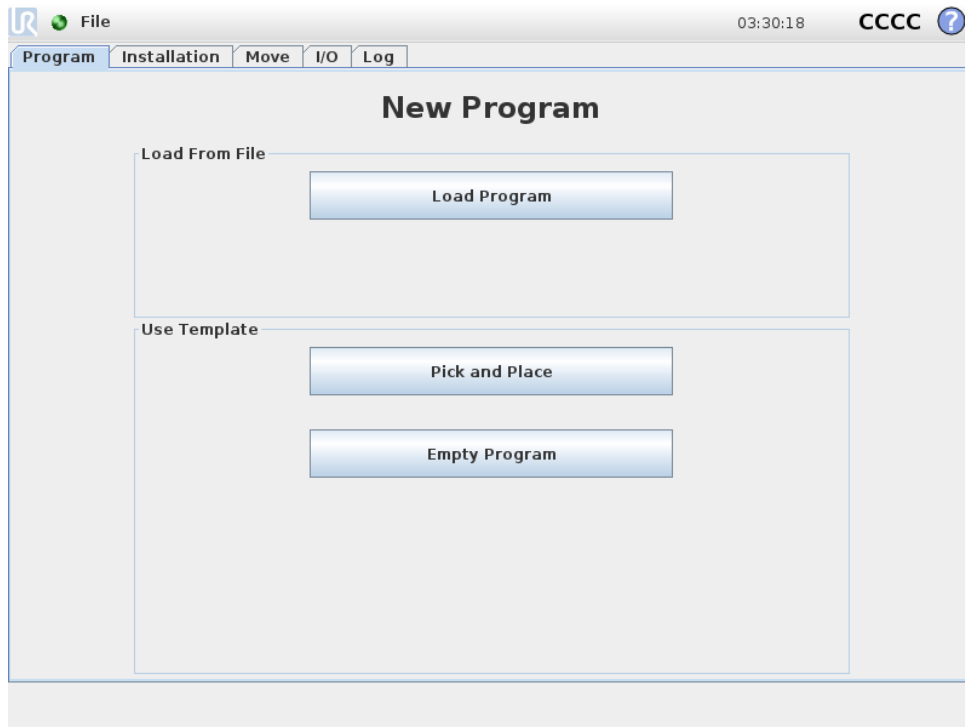 UR File 03:30:18 CCCC ?
Program Installation Move I/O Log
New Program
Load From File
Load Program
Use Template
Pick and Place
Empty Program